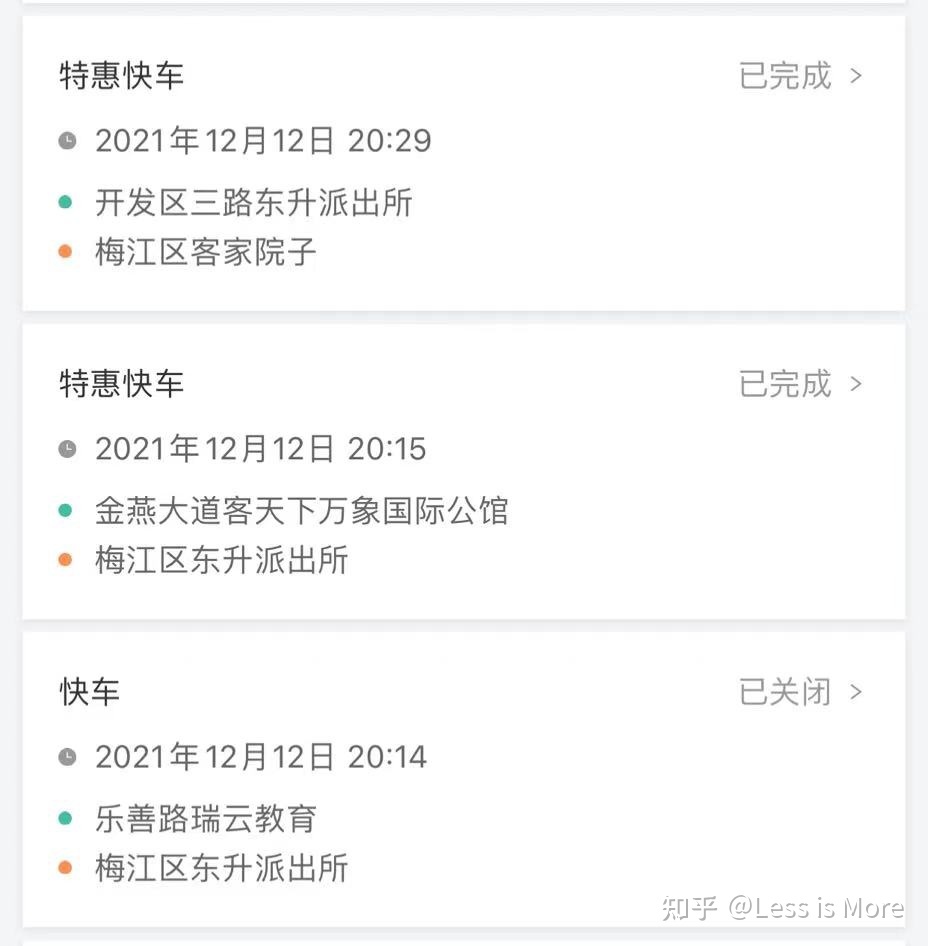 特惠快车 已完成 >
2021年12月12日 20:29
开发区三路东升派出所
梅江区客家院子
特惠快车 已完成 >
2021年12月12日 20:15
金燕大道客天下万象国际公馆
梅江区东升派出所
快车 已关闭 >
2021年12月12日 20:14
乐善路瑞云教育
梅江区东升派出所
知乎 @Less is More